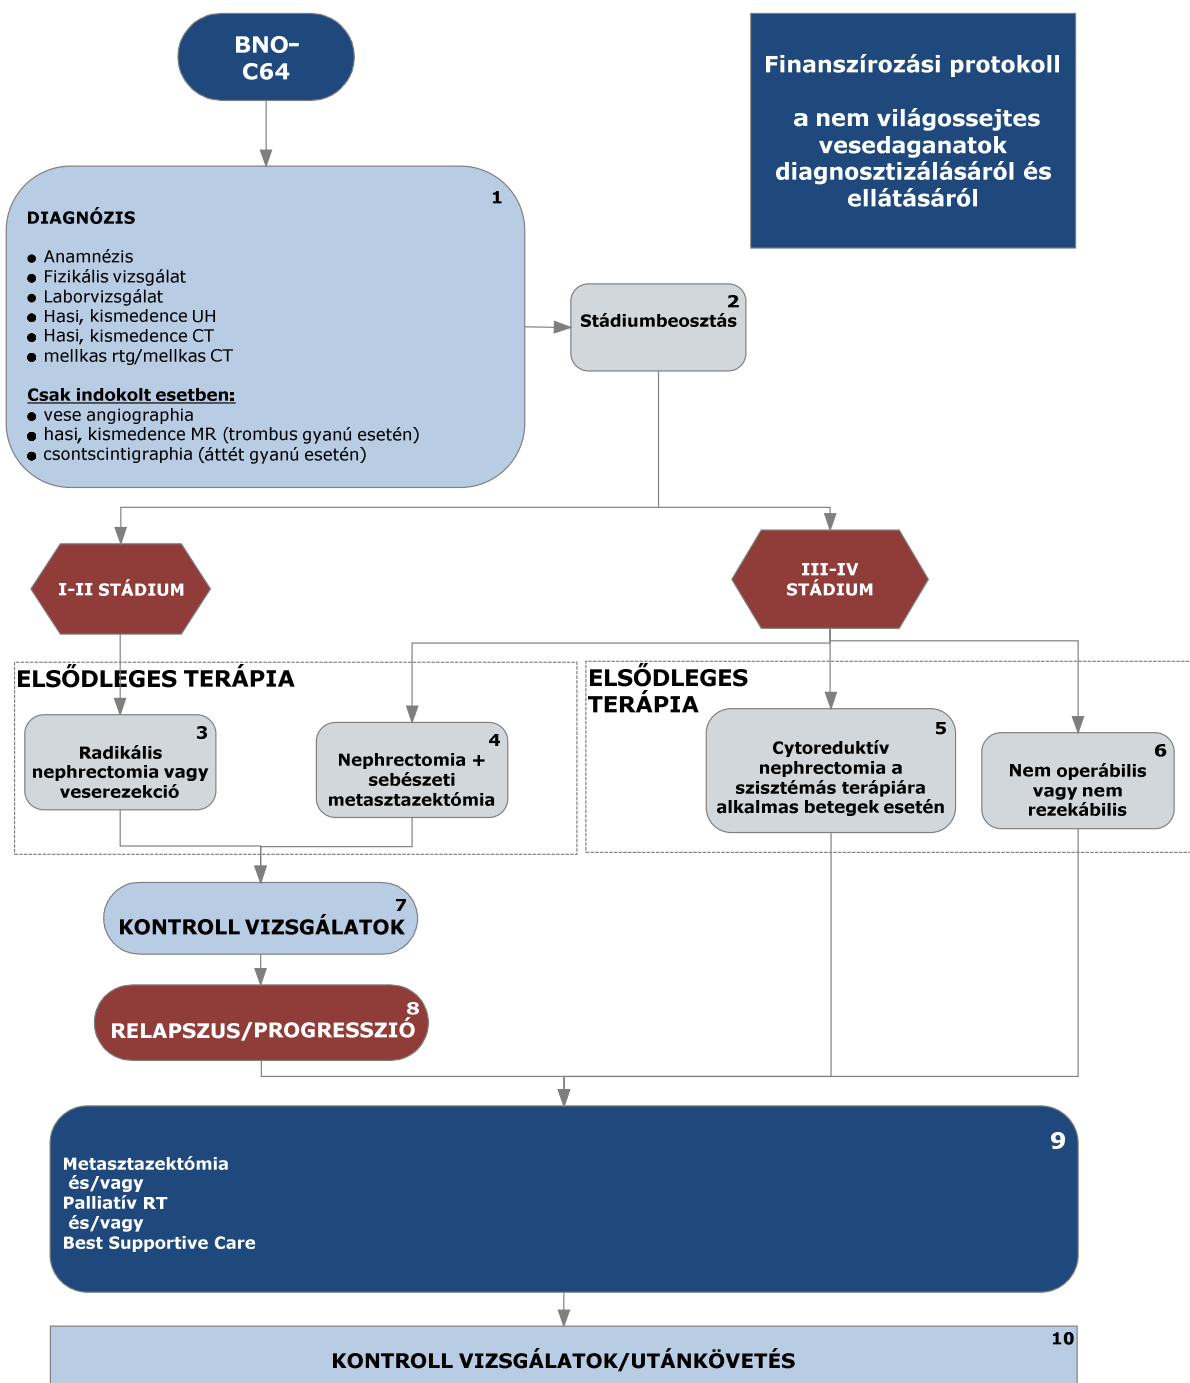 BNO–
C64
Finanszírozási protokoll
a nem világossejtes
vesedaganatok
diagnosztizálásáról és
ellátásáról
1
DIAGNÓZIS
● Anamnézis
● Fizikális vizsgálat
● Laborvizsgálat
● Hasi, kismedence UH
● Hasi, kismedence CT
● mellkas rtg/mellkas CT
Csak indokolt esetben:
● vese angiographia
● hasi, kismedence MR (trombus gyanú esetén)
● csontscintigraphia (áttét gyanú esetén)
2
Stádiumbeosztás
I-II STÁDIUM
III-IV
STÁDIUM
ELSŐDLEGES TERÁPIA
3
Radikális
nephrectomia vagy
veserezekció
4
Nephrectomia +
sebészeti
metasztazektómia
ELSŐDLEGES
TERÁPIA
5
Cytoreduktív
nephrectomia a
szisztémás terápiára
alkalmas betegek esetén
6
Nem operábilis
vagy nem
rezekábilis
7
KONTROLL VIZSGÁLATOK
8
RELAPSZUS/PROGRESSZIÓ
9
Metasztazektómia
és/vagy
Palliatív RT
és/vagy
Best Supportive Care
10
KONTROLL VIZSGÁLATOK/UTÁNKÖVETÉS